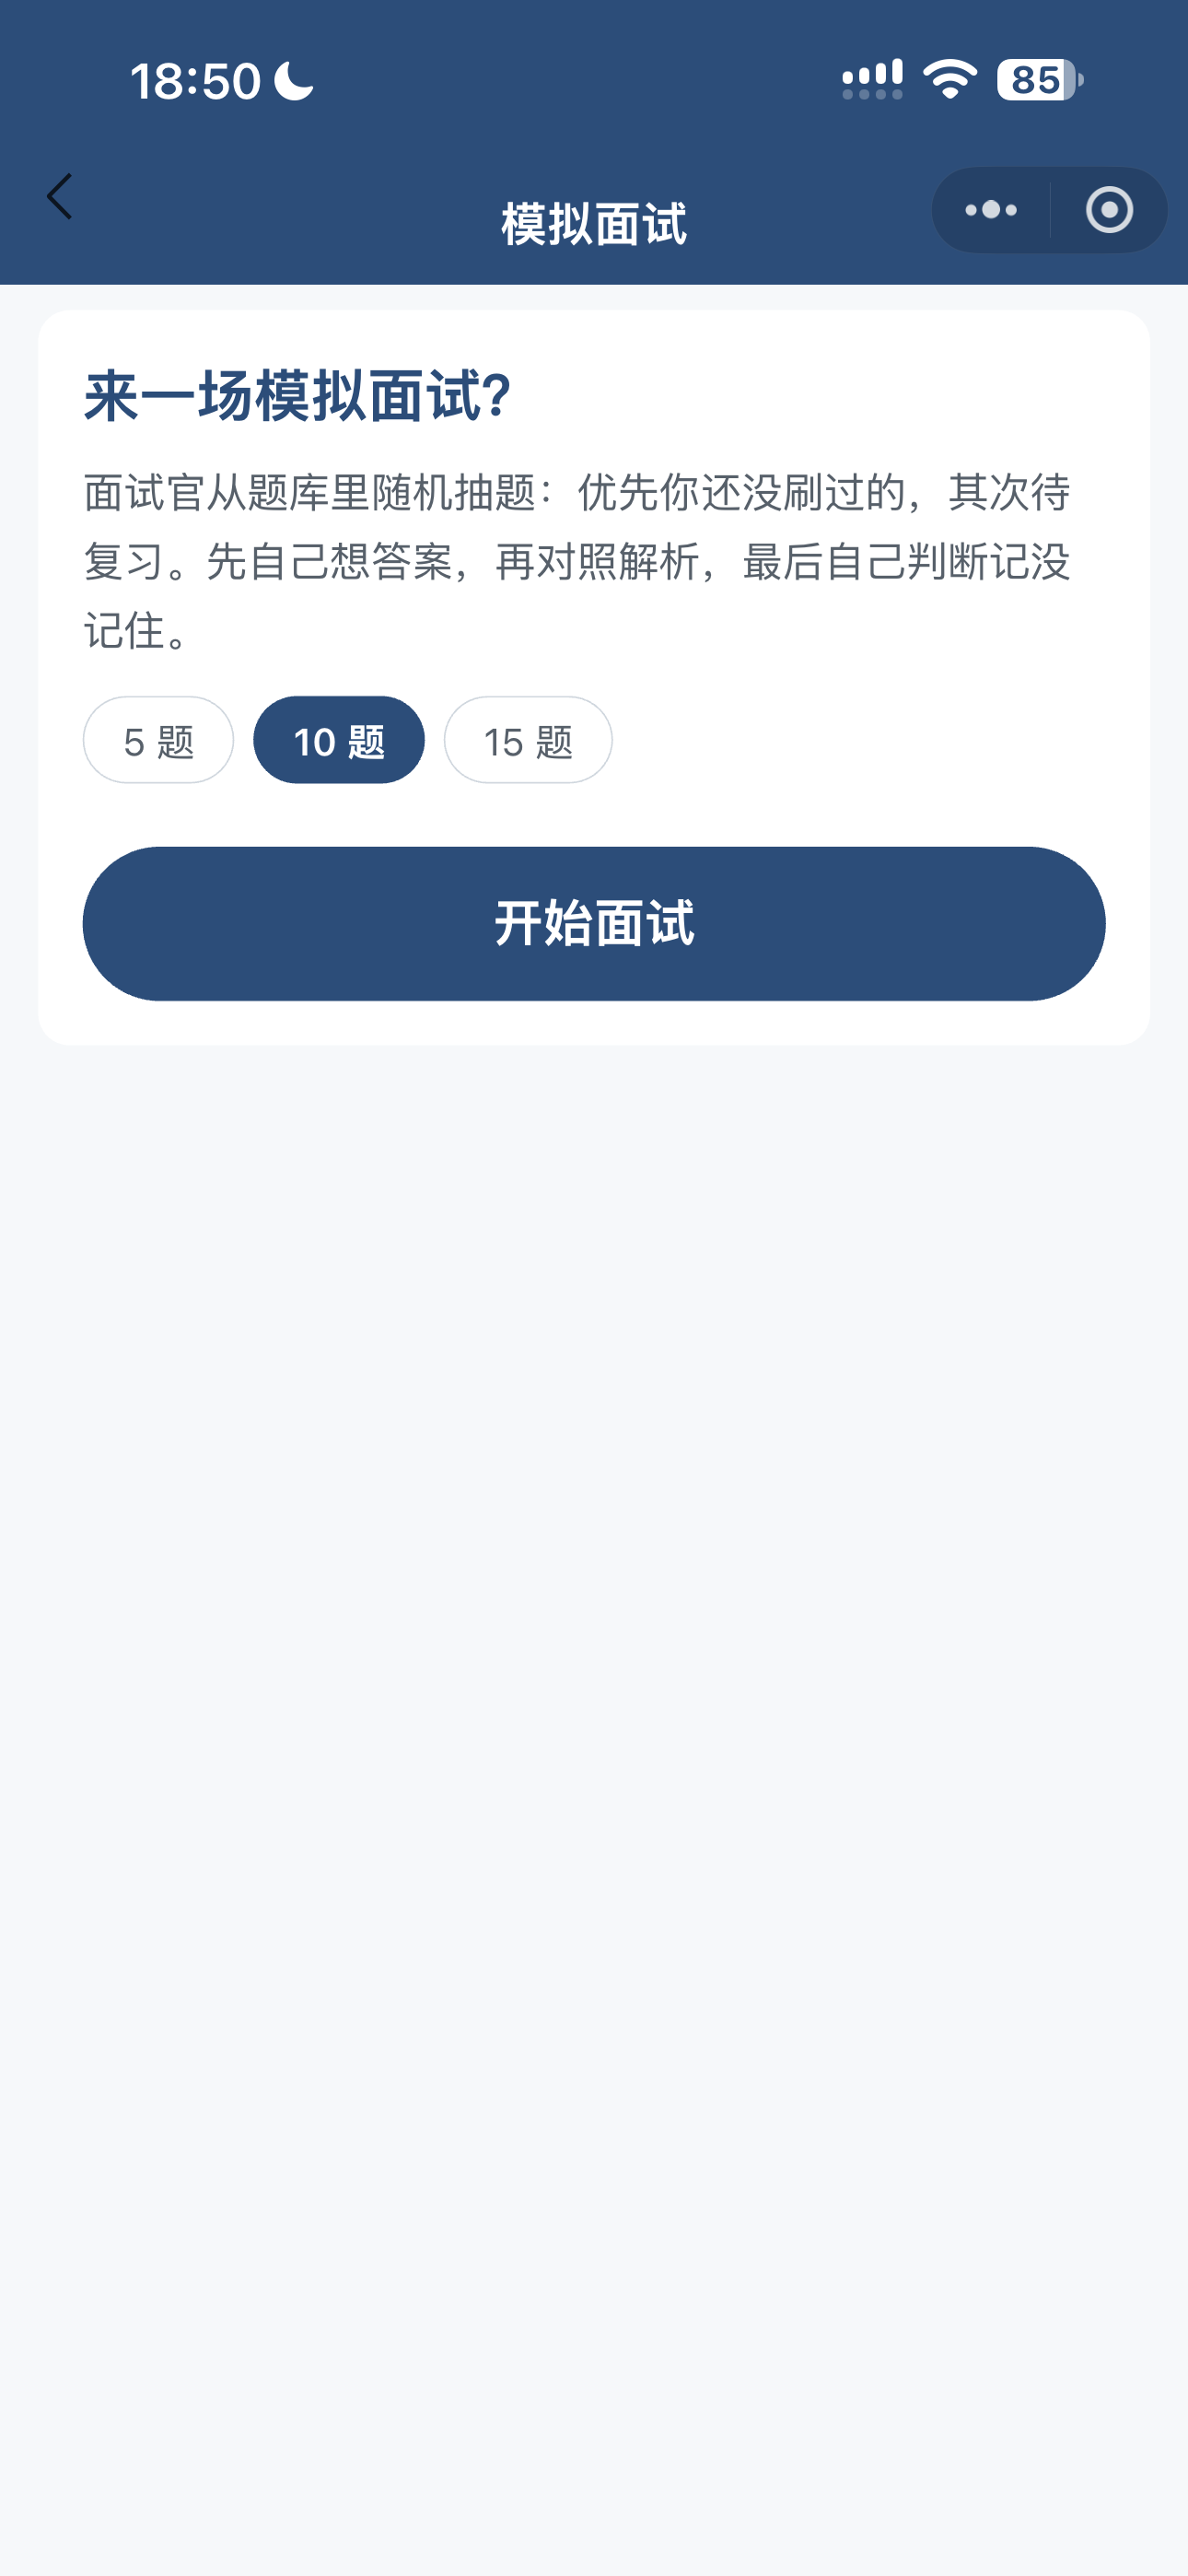 18:50
85
模拟面试
来一场模拟面试?
面试官从题库里随机抽题：优先你还没刷过的，其次待
复习。先自己想答案，再对照解析，最后自己判断记没
记住。
5 题
10 题
15 题
开始面试